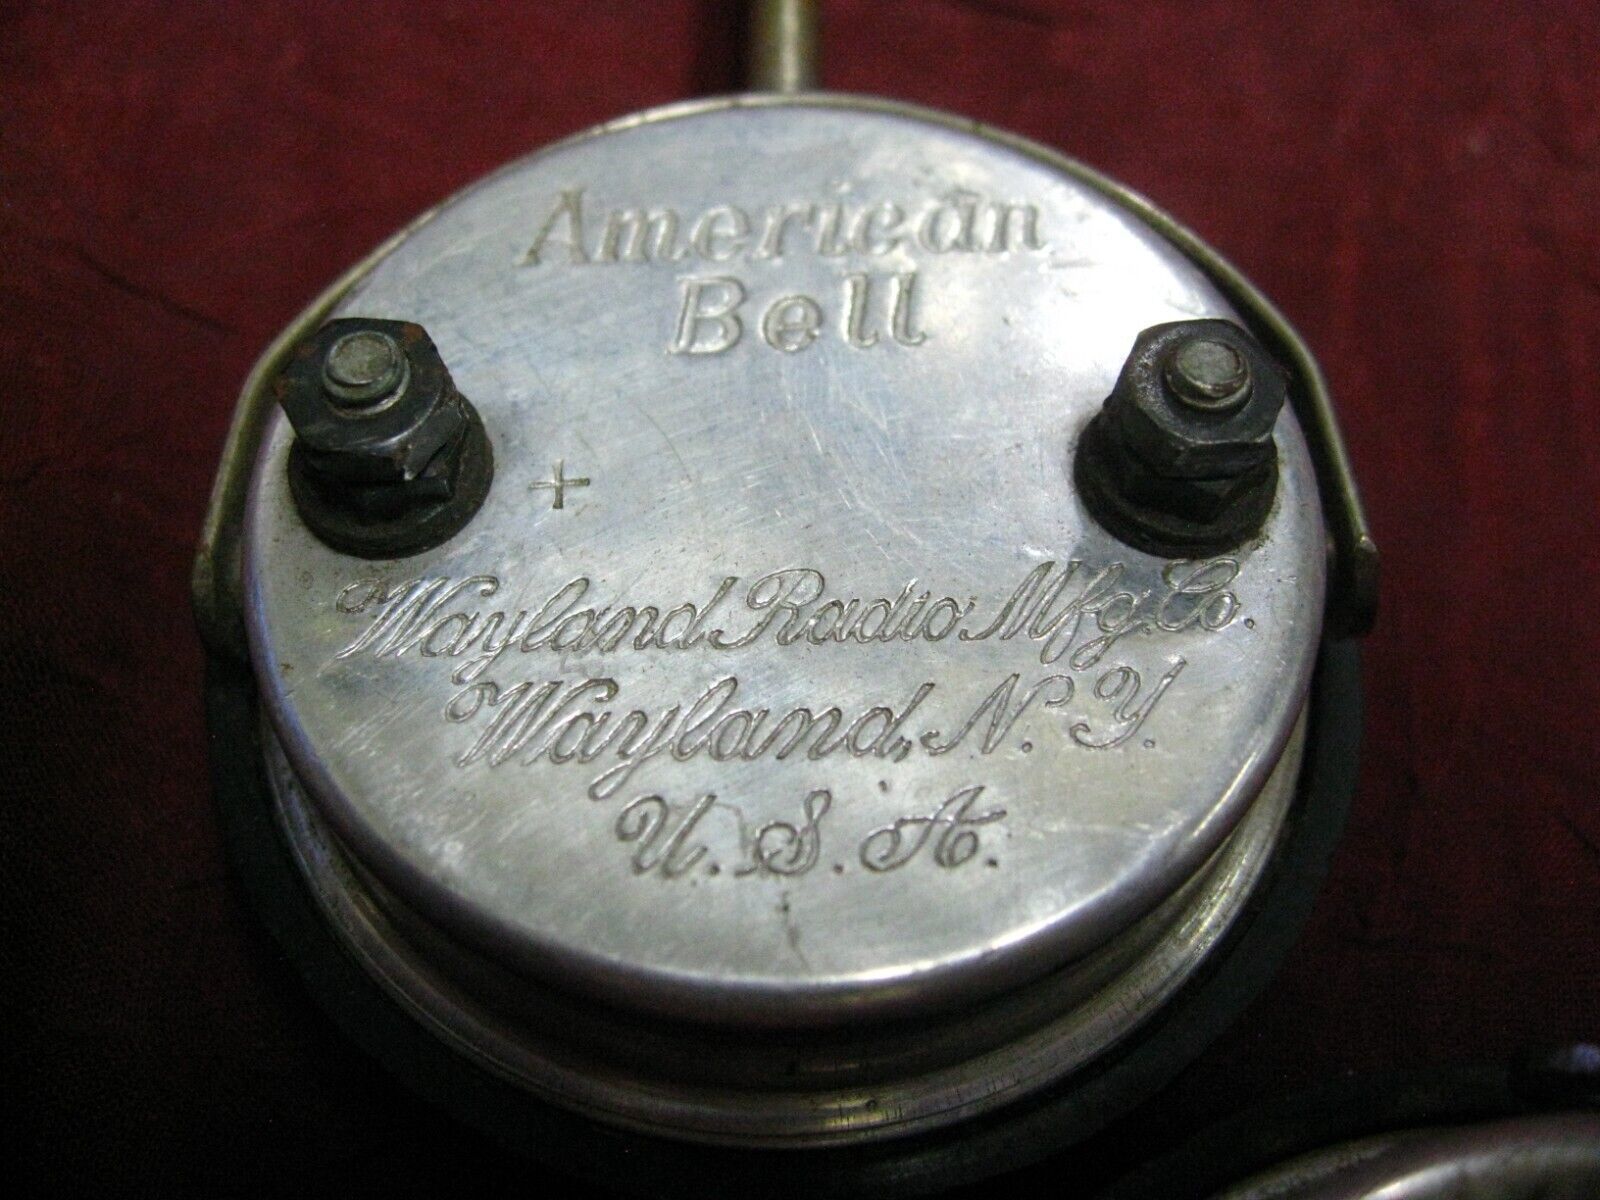 American
Bell
+
Wayland Radio Mfg. Co.
Wayland, N. Y.
U. S. A.